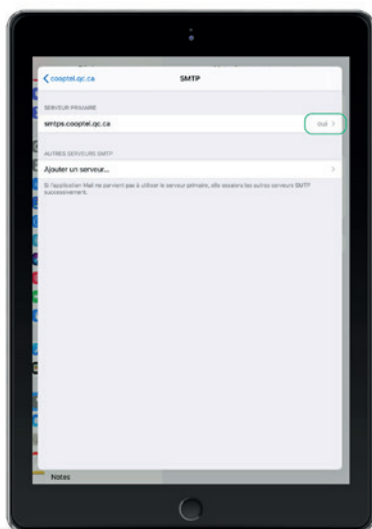 cooptel.qc.ca
SMTP
SERVEUR PRIMAIRE
smtps.cooptel.qc.ca
oui
AUTRES SERVEURS SMTP
Ajouter un serveur...
Si l'application Mail ne parvient pas à utiliser le serveur primaire, elle essaiera les autres serveurs SMTP
successivement.
Notes